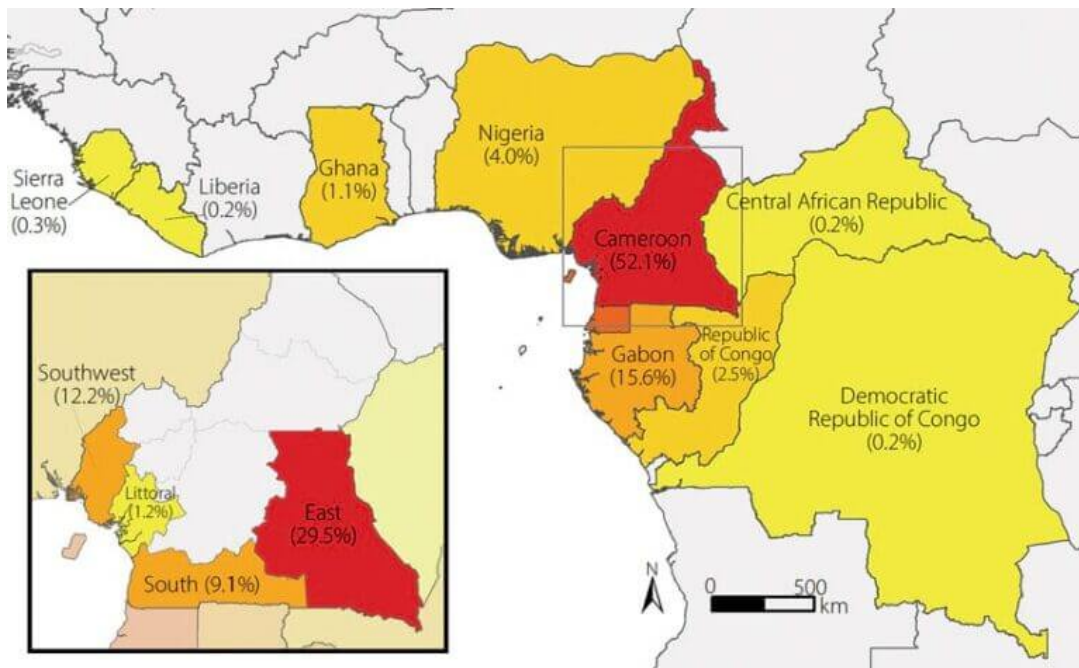 Sierra
Leone
(0.3%)
Liberia
(0.2%)
Ghana
(1.1%)
Nigeria
(4.0%)
Cameroon
(52.1%)
Central African Republic
(0.2%)
Gabon
(15.6%)
Republic
of Congo
(2.5%)
Democratic
Republic of Congo
(0.2%)
Southwest
(12.2%)
Littoral
(1.2%)
East
(29.5%)
South (9.1%)
N
0 500
km